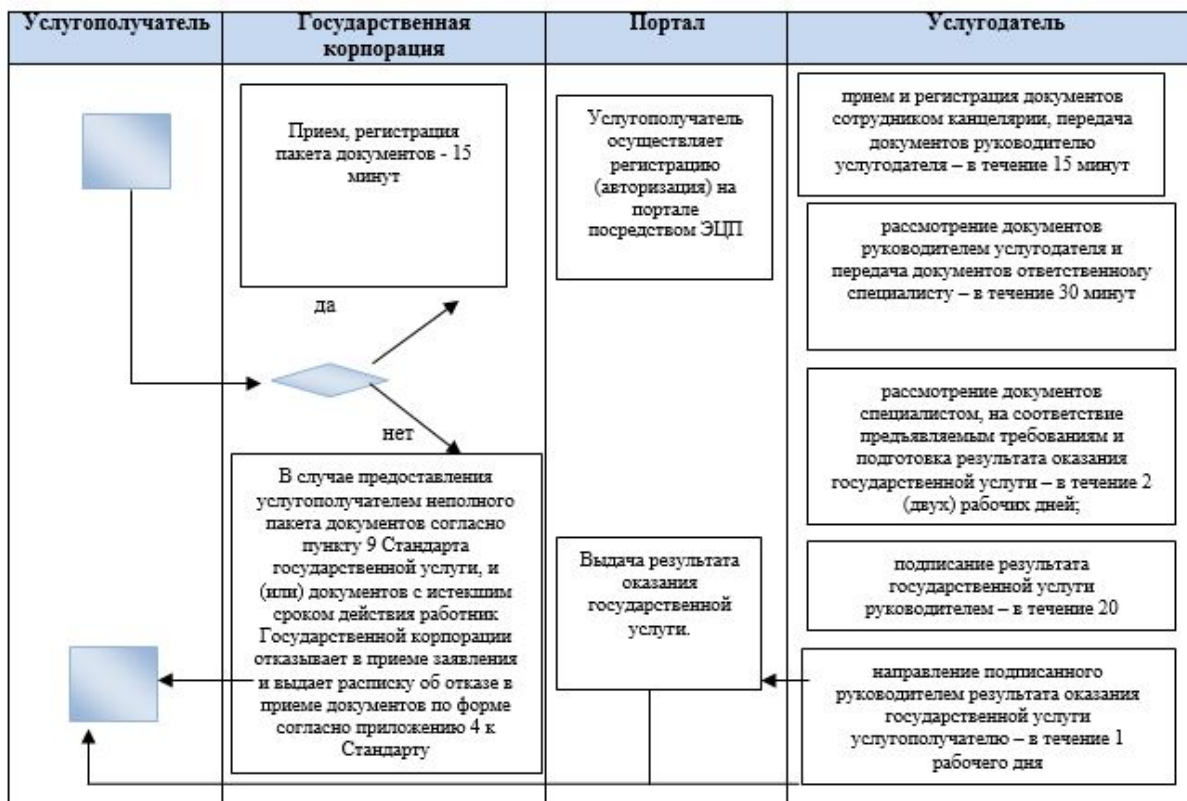 Услугополучатель
Государственная
корпорация
Портал
Услугодатель
Прием, регистрация
пакета документов - 15
минут
да
нет
В случае предоставления
услугополучателем неполного
пакета документов согласно
пункту 9 Стандарта
государственной услуги, и
(или) документов с истекшим
сроком действия работник
Государственной корпорации
отказывает в приеме заявления
и выдает расписку об отказе в
приеме документов по форме
согласно приложению 4 к
Стандарту
Услугополучатель
осуществляет
регистрацию
(авторизация) на
портале
посредством ЭЦП
Выдача результата
оказания
государственной
услуги.
прием и регистрация документов
сотрудником канцелярии, передача
документов руководителю
услугодателя – в течение 15 минут
рассмотрение документов
руководителем услугодателя и
передача документов ответственному
специалисту – в течение 30 минут
рассмотрение документов
специалистом, на соответствие
предъявляемым требованиям и
подготовка результата оказания
государственной услуги – в течение 2
(двух) рабочих дней;
подписание результата
государственной услуги
руководителем – в течение 20
направление подписанного
руководителем результата оказания
государственной услуги
услугополучателю – в течение 1
рабочего дня